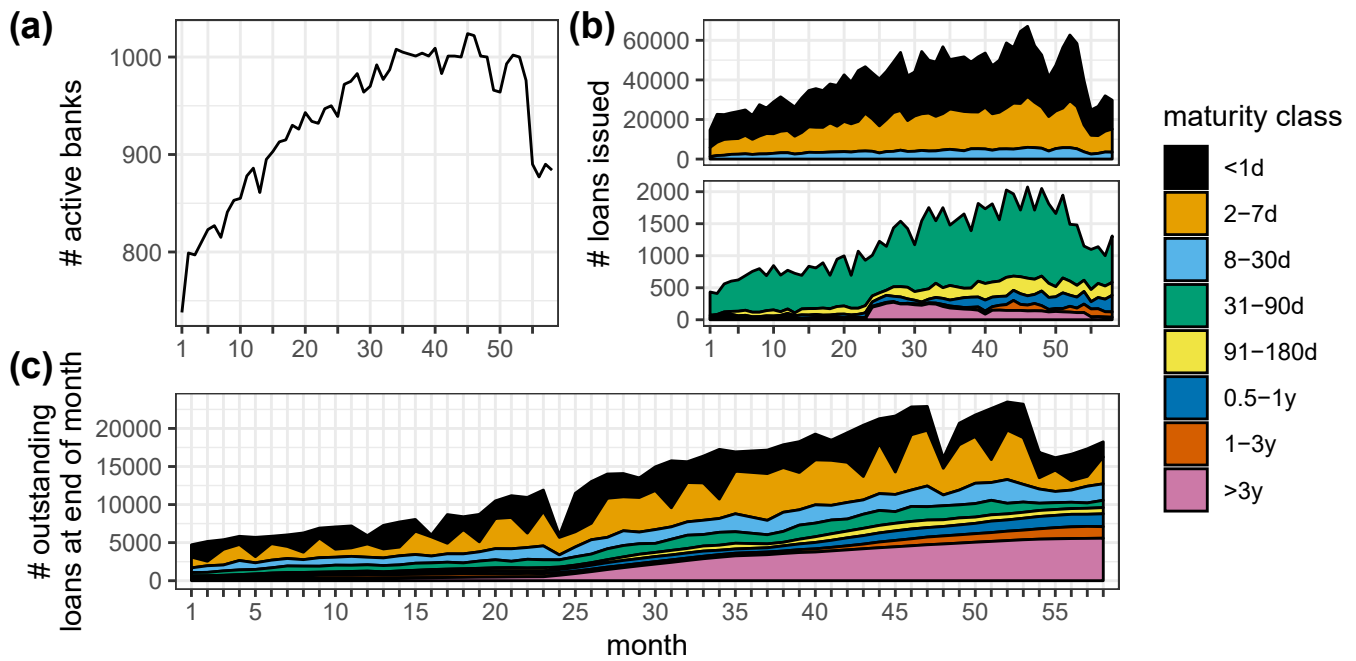 (a)
# active banks
1000
900
800
1
10
20
30
40
50
(b)
# loans issued
60000
40000
20000
0
2000
1500
1000
500
0
1
10
20
30
40
50
(c)
# outstanding
loans at end of month
20000
15000
10000
5000
0
1
5
10
15
20
25
30
35
40
45
50
55
month
maturity class
<1d
2−7d
8−30d
31−90d
91−180d
0.5−1y
1−3y
>3y